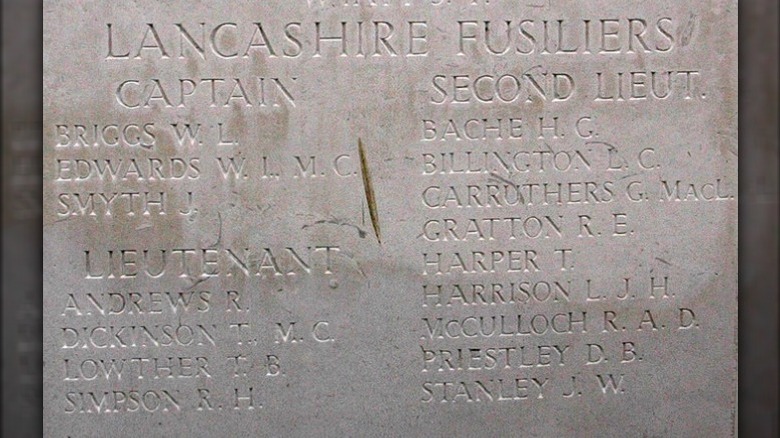 LANCASHIRE FUSILIERS
CAPTAIN
BRIGGS W. L.
EDWARDS W. I., M. C.
SMYTH J.
LIEUTENANT
ANDREWS R.
DICKINSON T., M. C.
LOWTHER T. B.
SIMPSON R. H.
SECOND LIEUT.
BACHE H. G.
BILLINGTON L. C.
CARRUTHERS G. MACL.
GRATTON R. E.
HARPER T.
HARRISON L. J. H.
MCCULLOCH R. A. D.
PRIESTLEY D. B.
STANLEY J. W.